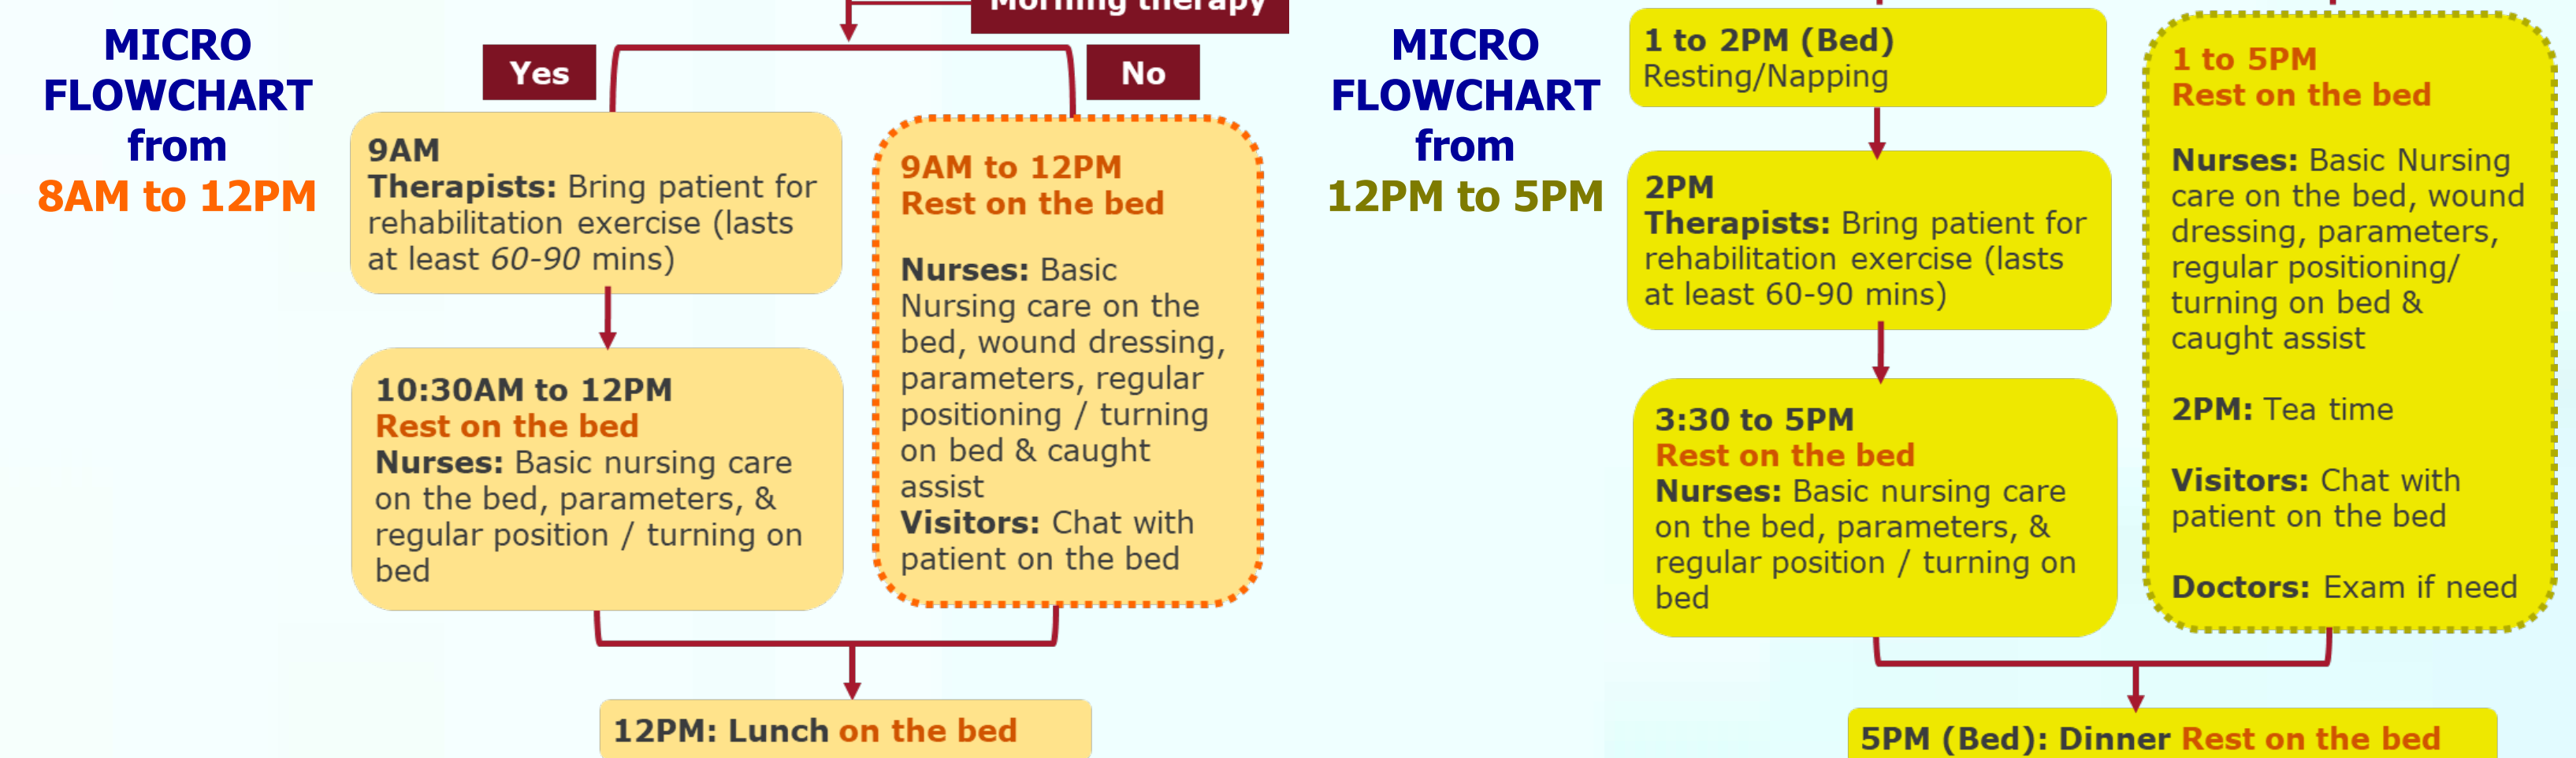 Morning therapy
MICRO
FLOWCHART
from
8AM to 12PM
Yes
No
9AM
Therapists: Bring patient for
rehabilitation exercise (lasts
at least 60-90 mins)
10:30AM to 12PM
Rest on the bed
Nurses: Basic nursing care
on the bed, parameters, &
regular position / turning on
bed
9AM to 12PM
Rest on the bed
Nurses: Basic
Nursing care on the
bed, wound dressing,
parameters, regular
positioning / turning
on bed & caught
assist
Visitors: Chat with
patient on the bed
12PM: Lunch on the bed
MICRO
FLOWCHART
from
12PM to 5PM
1 to 2PM (Bed)
Resting/Napping
2PM
Therapists: Bring patient for
rehabilitation exercise (lasts
at least 60-90 mins)
3:30 to 5PM
Rest on the bed
Nurses: Basic nursing care
on the bed, parameters, &
regular position / turning on
bed
1 to 5PM
Rest on the bed
Nurses: Basic Nursing
care on the bed, wound
dressing, parameters,
regular positioning/
turning on bed &
caught assist
2PM: Tea time
Visitors: Chat with
patient on the bed
Doctors: Exam if need
5PM (Bed): Dinner Rest on the bed